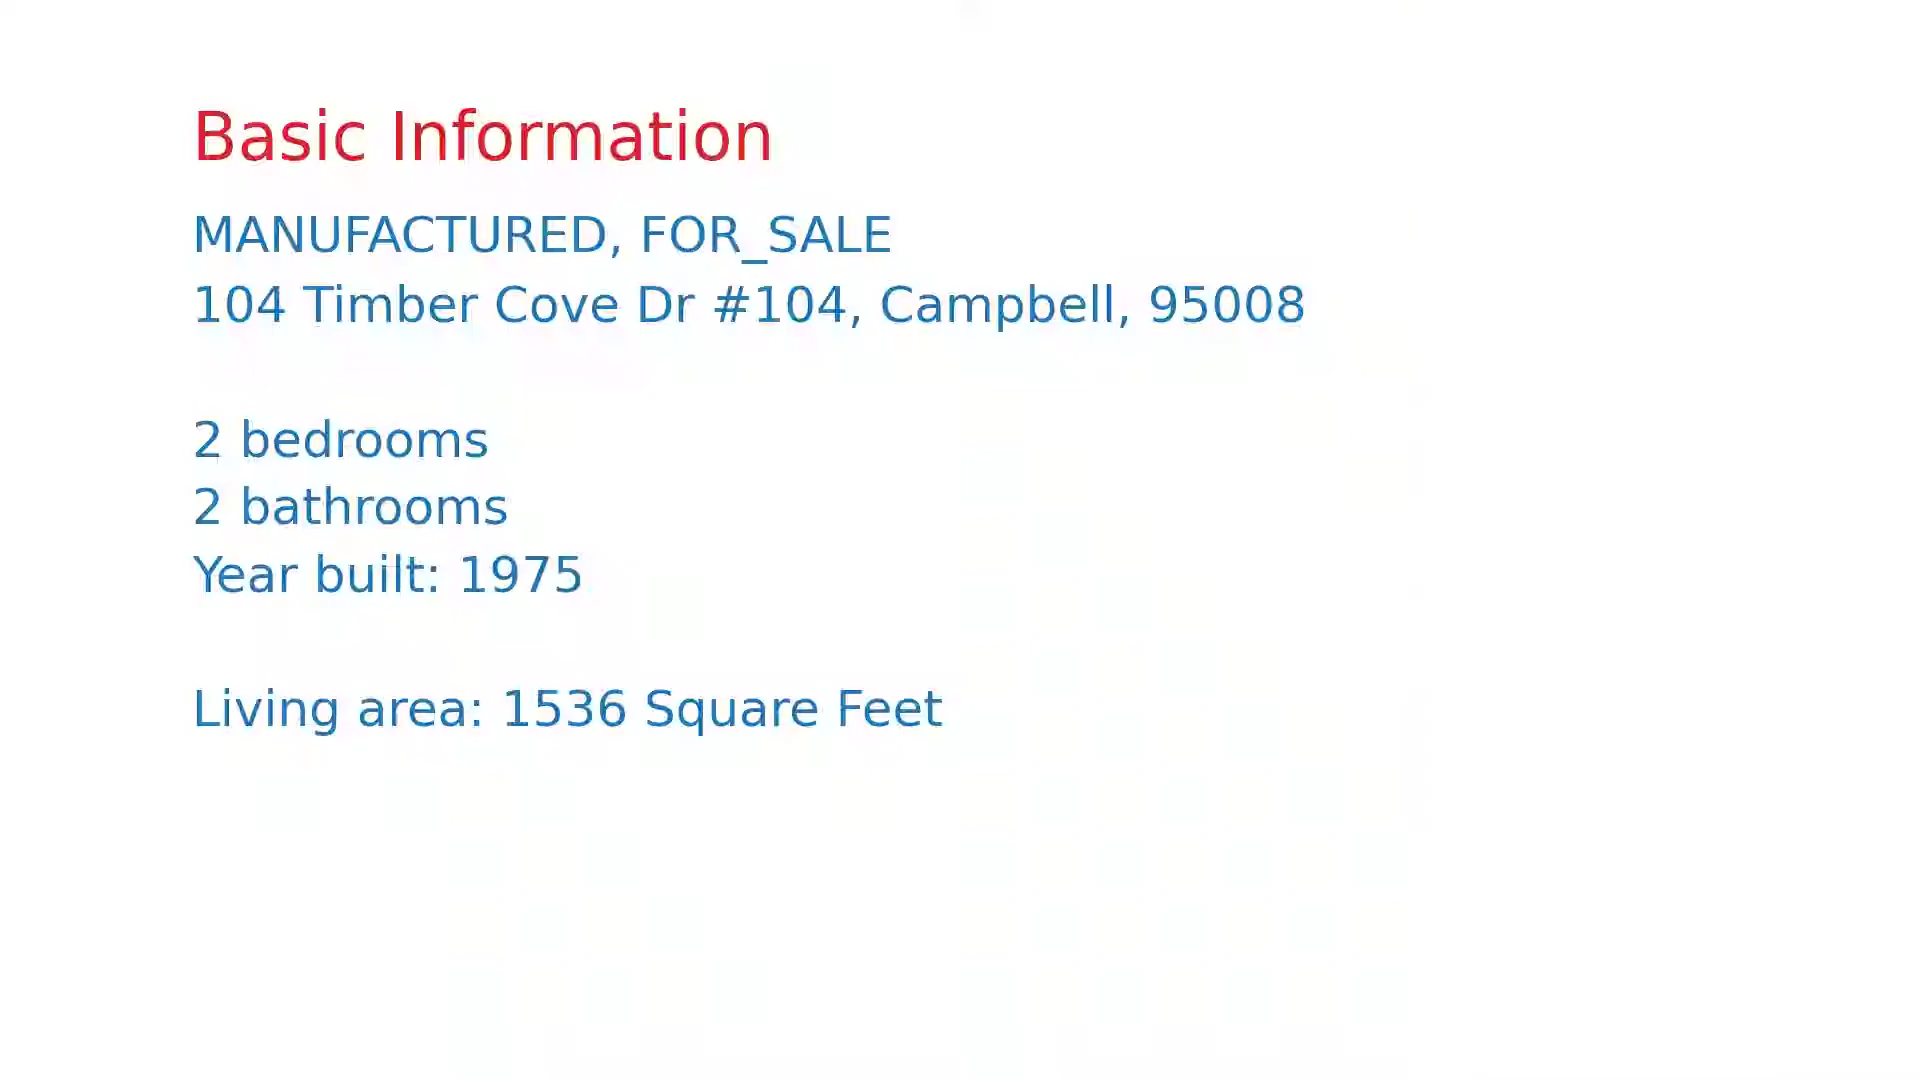 Basic Information
MANUFACTURED, FOR_SALE
104 Timber Cove Dr #104, Campbell, 95008
2 bedrooms
2 bathrooms
Year built: 1975
Living area: 1536 Square Feet